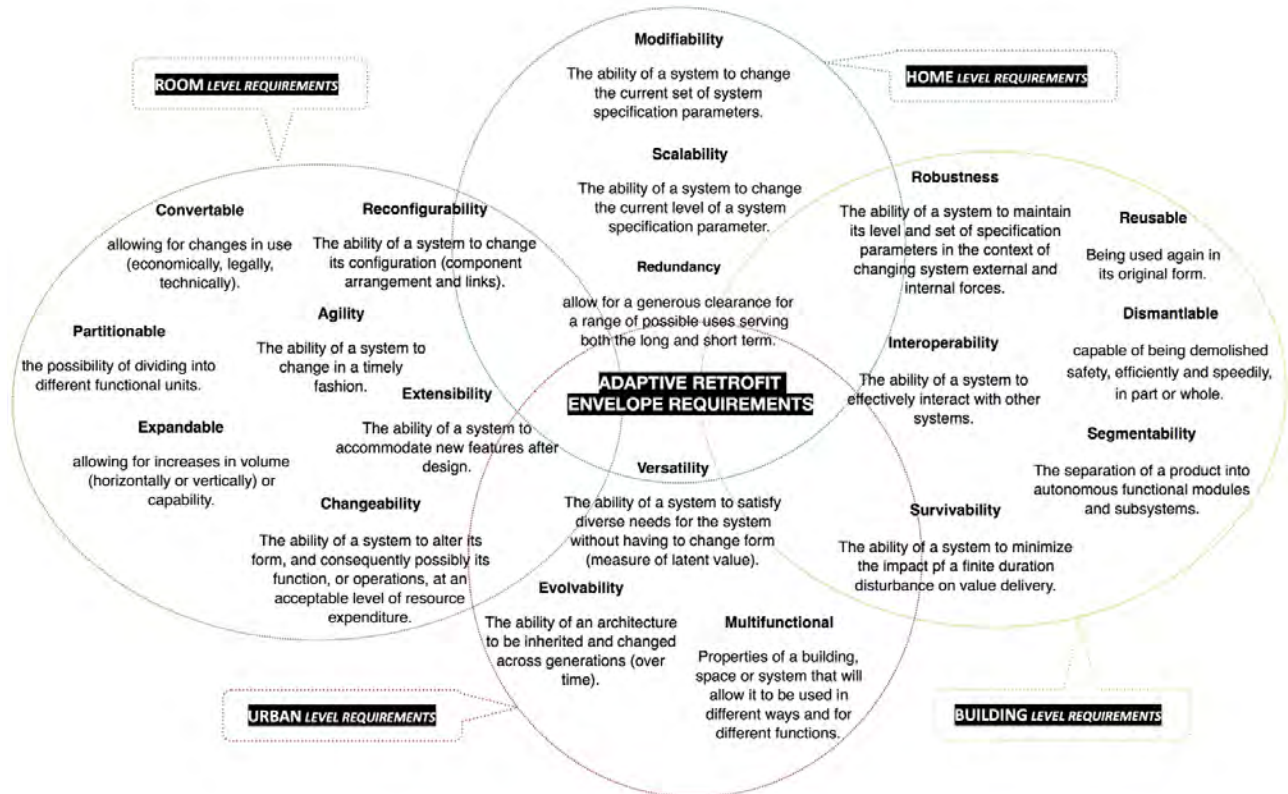 Modifiability
The ability of a system to change
the current set of system
specification parameters.
ROOM LEVEL REQUIREMENTS
HOME LEVEL REQUIREMENTS
Scalability
The ability of a system to change
the current level of a system
specification parameter.
Redundancy
allow for a generous clearance for
a range of possible uses serving
both the long and short term.
Convertable
allowing for changes in use
(economically, legally,
technically).
Reconfigurability
The ability of a system to change
its configuration (component
arrangement and links).
Partitionable
the possibility of dividing into
different functional units.
Agility
The ability of a system to
change in a timely
fashion.
Expandable
allowing for increases in volume
(horizontally or vertically) or
capability.
Extensibility
The ability of a system to
accommodate new features after
design.
Changeability
The ability of a system to alter its
form, and consequently possibly its
function, or operations, at an
acceptable level of resource
expenditure.
ADAPTIVE RETROFIT
ENVELOPE REQUIREMENTS
Versatility
The ability of a system to satisfy
diverse needs for the system
without having to change form
(measure of latent value).
Robustness
The ability of a system to maintain
its level and set of specification
parameters in the context of
changing system external and
internal forces.
Reusable
Being used again in
its original form.
Interoperability
The ability of a system to
effectively interact with other
systems.
Dismantlable
capable of being demolished
safety, efficiently and speedily,
in part or whole.
Segmentability
The separation of a product into
autonomous functional modules
and subsystems.
Survivability
The ability of a system to minimize
the impact pf a finite duration
disturbance on value delivery.
Evolvability
The ability of an architecture
to be inherited and changed
across generations (over
time).
Multifunctional
Properties of a building,
space or system that will
allow it to be used in
different ways and for
different functions.
URBAN LEVEL REQUIREMENTS
BUILDING LEVEL REQUIREMENTS